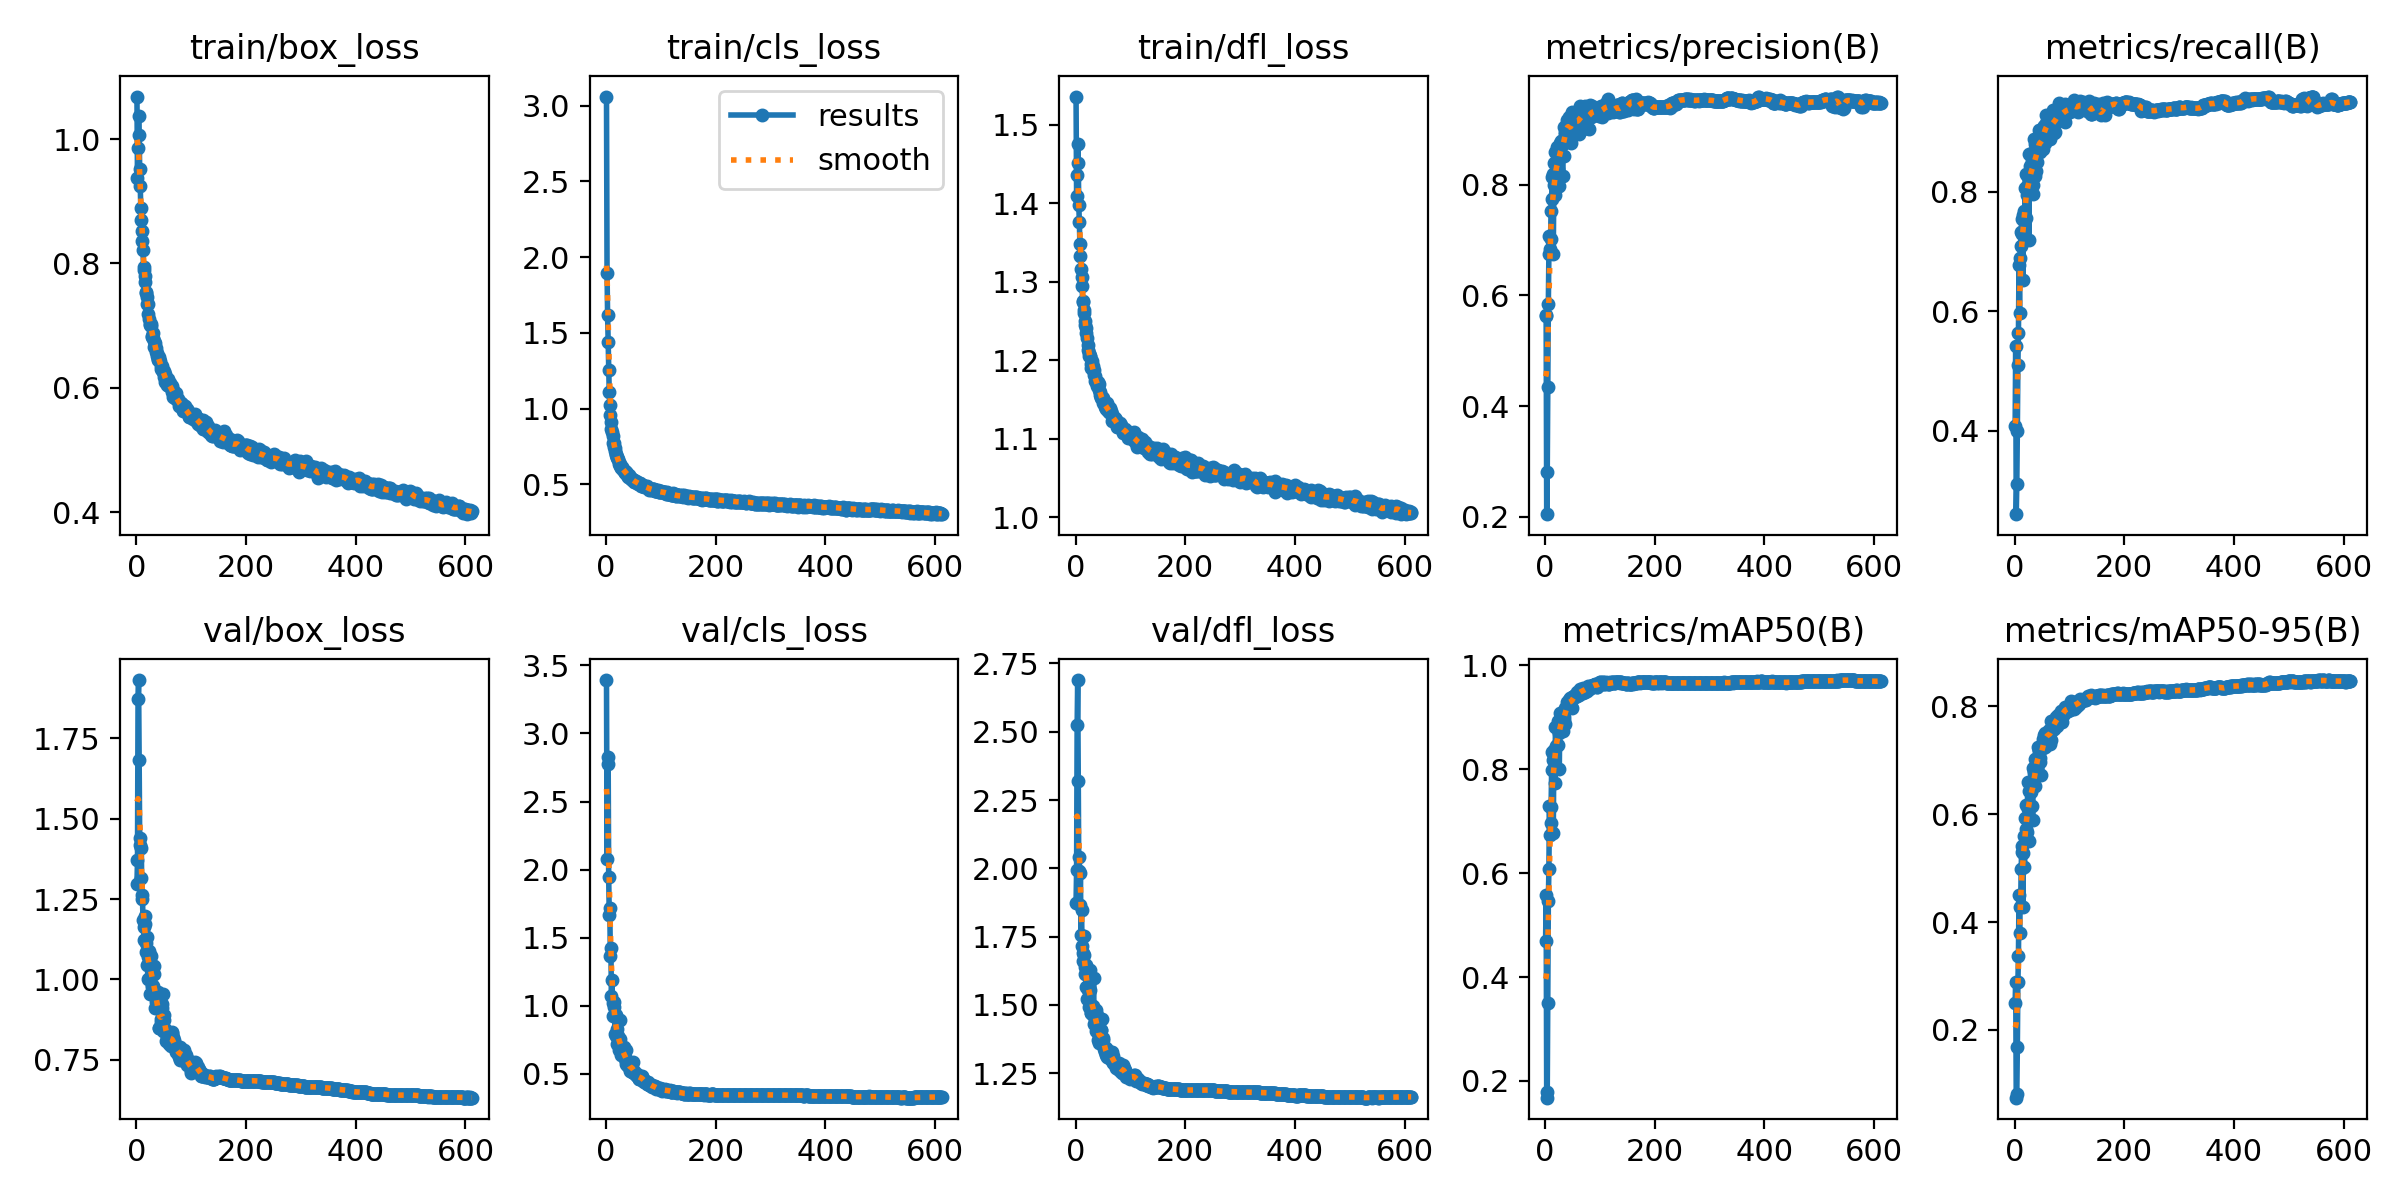 train/box_loss
1.0
0.8
0.6
0.4
0 200 400 600
train/cls_loss
results
smooth
3.0
2.5
2.0
1.5
1.0
0.5
0 200 400 600
train/dfl_loss
1.5
1.4
1.3
1.2
1.1
1.0
0 200 400 600
metrics/precision(B)
0.8
0.6
0.4
0.2
0 200 400 600
metrics/recall(B)
0.8
0.6
0.4
0 200 400 600
val/box_loss
1.75
1.50
1.25
1.00
0.75
0 200 400 600
val/cls_loss
3.5
3.0
2.5
2.0
1.5
1.0
0.5
0 200 400 600
val/dfl_loss
2.75
2.50
2.25
2.00
1.75
1.50
1.25
0 200 400 600
metrics/mAP50(B)
1.0
0.8
0.6
0.4
0.2
0 200 400 600
metrics/mAP50-95(B)
0.8
0.6
0.4
0.2
0 200 400 600